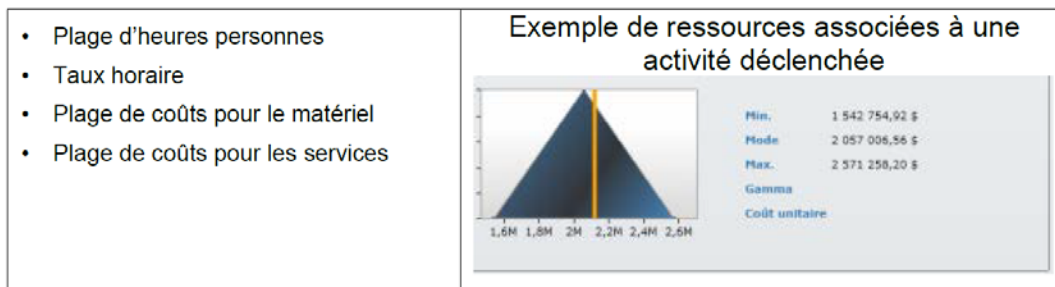 • Plage d'heures personnes
• Taux horaire
• Plage de coûts pour le matériel
• Plage de coûts pour les services
Exemple de ressources associées à une
activité déclenchée
Min. 1 542 754,92 $
Mode 2 057 006,56 $
Max. 2 571 258,20 $
Gamma
Coût unitaire
1,6M 1,8M 2M 2,2M 2,4M 2,6M